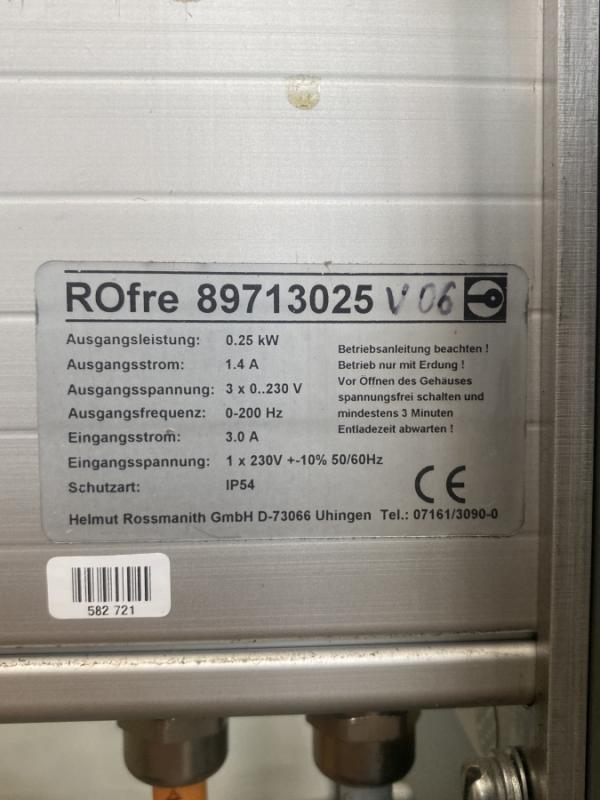 ROfre 89713025 V 06
Ausgangsleistung: 0.25 kW
Ausgangsstrom: 1.4 A
Ausgangsspannung: 3 x 0..230 V
Ausgangsfrequenz: 0-200 Hz
Eingangsstrom: 3.0 A
Eingangsspannung: 1 x 230V +-10% 50/60Hz
Schutzart: IP54
Betriebsanleitung beachten !
Betrieb nur mit Erdung !
Vor Öffnen des Gehäuses
spannungsfrei schalten und
mindestens 3 Minuten
Entladezeit abwarten !
CE
Helmut Rossmanith GmbH D-73066 Uhingen Tel.: 07161/3090-0
582 721